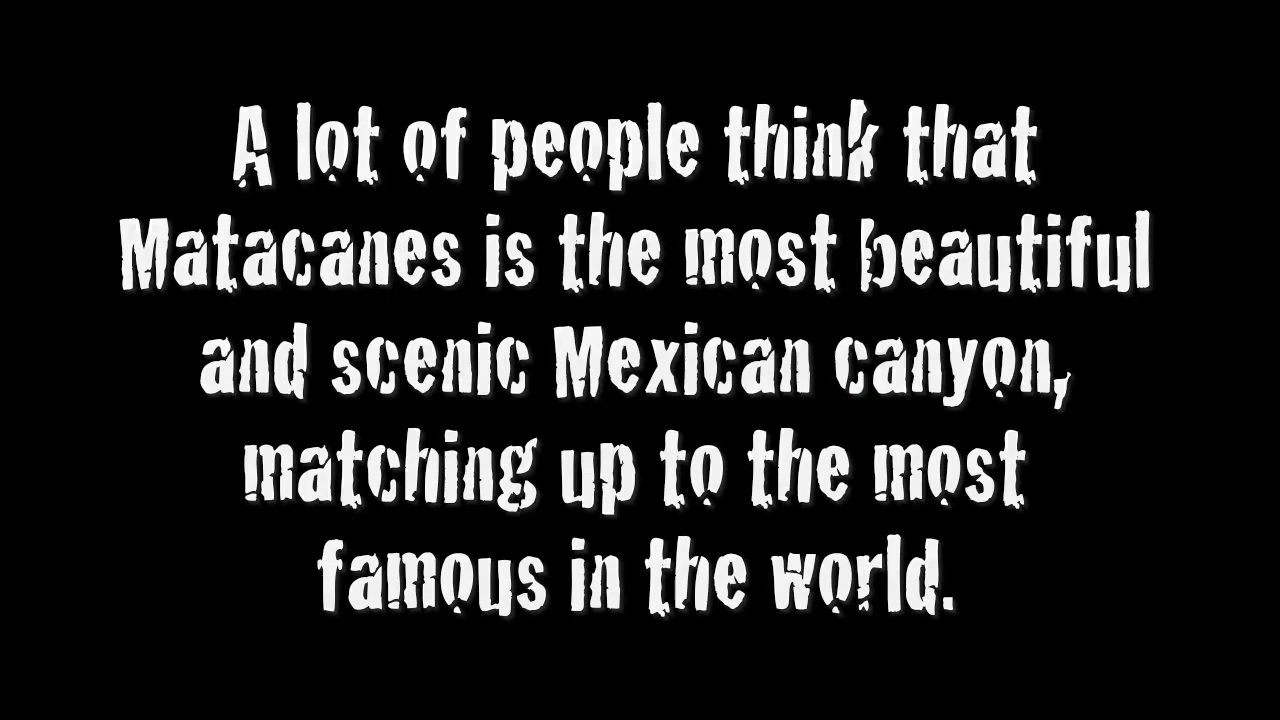 A lot of people think that
Matacanes is the most beautiful
and scenic Mexican canyon,
matching up to the most
famous in the world.